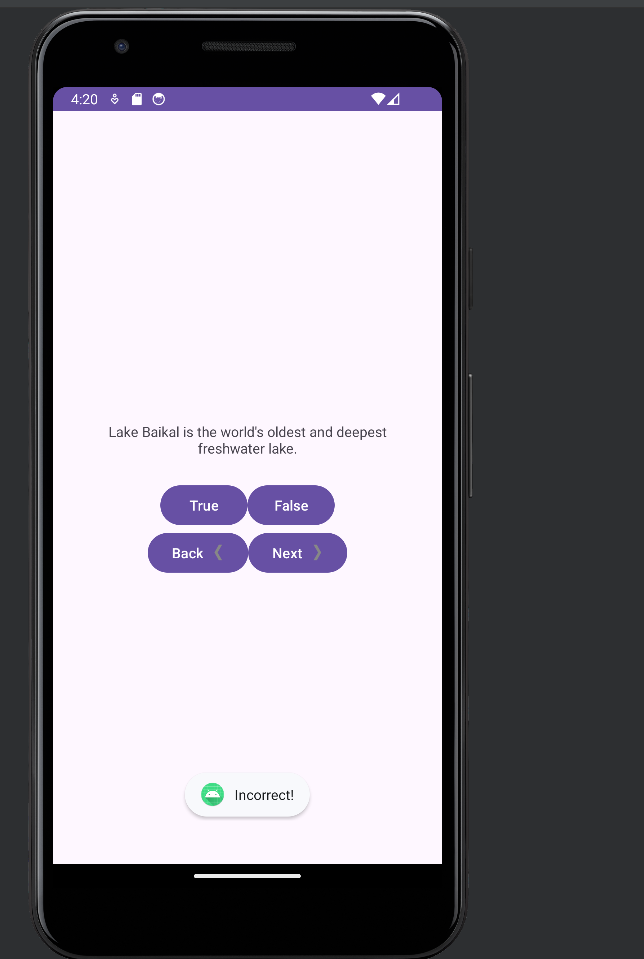 4:20
Lake Baikal is the world's oldest and deepest
freshwater lake.
True False
Back Next
Incorrect!